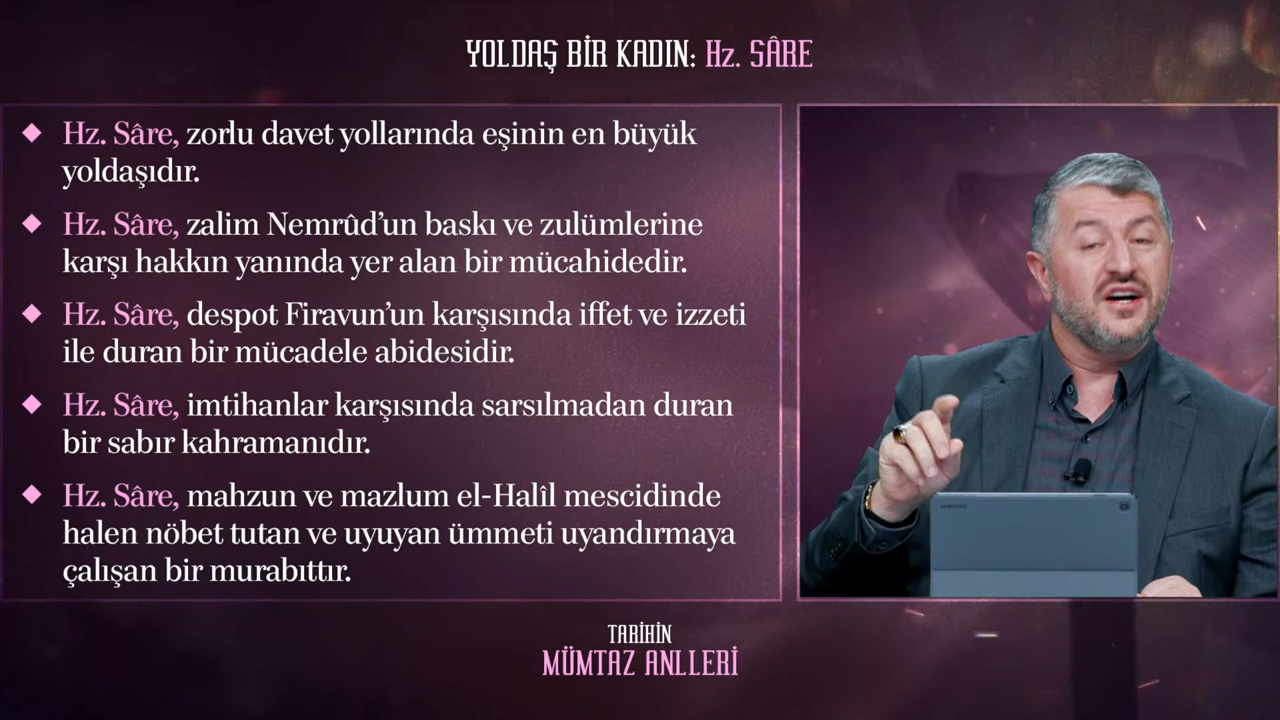 YOLDAŞ BİR KADIN: Hz. SÂRE
Hz. Sâre, zorlu davet yollarında eşinin en büyük
yoldaşıdır.
Hz. Sâre, zalim Nemrûd’un baskı ve zulümlerine
karşı hakkın yanında yer alan bir mücahidedir.
Hz. Sâre, despot Firavun’un karşısında iffet ve izzeti
ile duran bir mücadele abidesidir.
Hz. Sâre, imtihanlar karşısında sarsılmadan duran
bir sabır kahramanıdır.
Hz. Sâre, mahzun ve mazlum el-Halîl mescidinde
halen nöbet tutan ve uyuyan ümmeti uyandırmaya
çalışan bir murabıttır.
SAMSUNG
TARİHİN
MÜMTAZ ANLLERİ